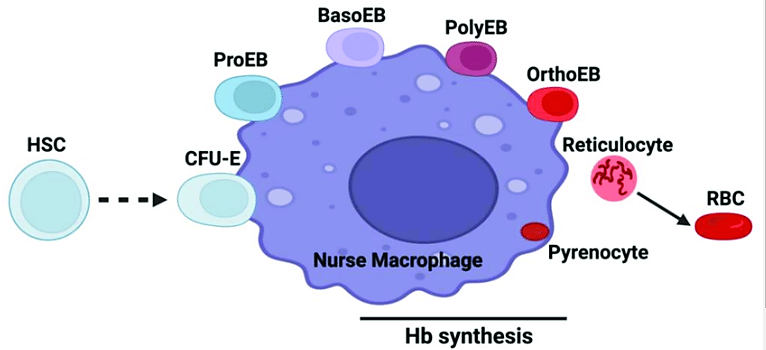 BasoEB
PolyEB
ProEB
OrthoEB
HSC
CFU-E
Reticulocyte
RBC
Nurse Macrophage
Pyrenocyte
Hb synthesis